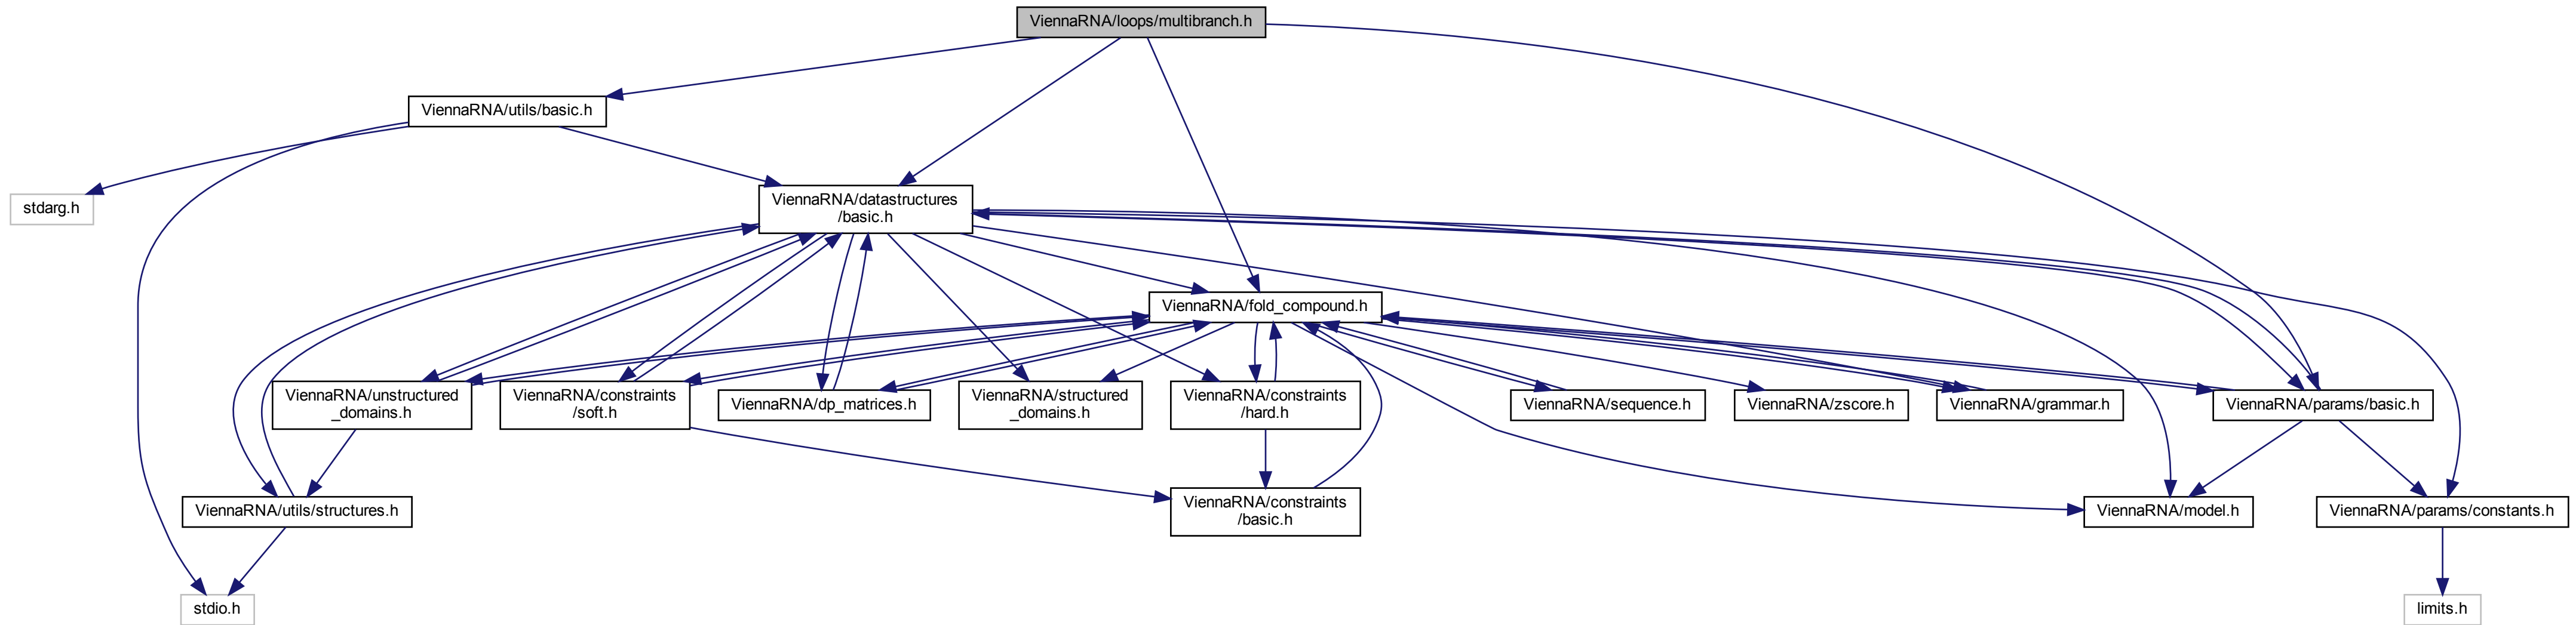 ViennaRNA/loops/multibranch.h
ViennaRNA/utils/basic.h
stdarg.h
ViennaRNA/datastructures
/basic.h
ViennaRNA/fold_compound.h
ViennaRNA/unstructured
_domains.h
ViennaRNA/constraints
/soft.h
ViennaRNA/dp_matrices.h
ViennaRNA/structured
_domains.h
ViennaRNA/constraints
/hard.h
ViennaRNA/sequence.h
ViennaRNA/zscore.h
ViennaRNA/grammar.h
ViennaRNA/params/basic.h
ViennaRNA/utils/structures.h
ViennaRNA/constraints
/basic.h
ViennaRNA/model.h
ViennaRNA/params/constants.h
stdio.h
limits.h